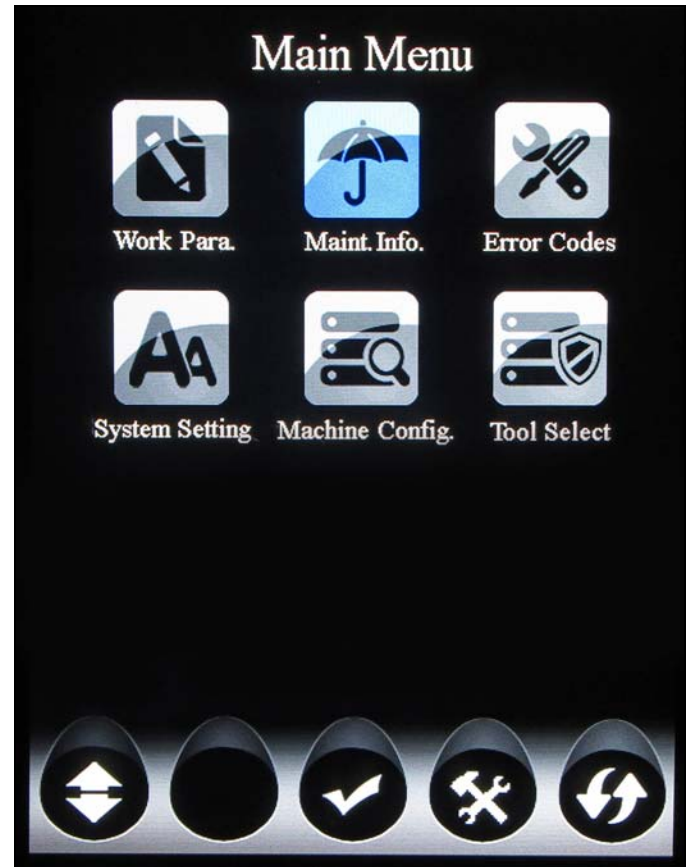 Main Menu
Work Para. Maint. Info. Error Codes
System Setting Machine Config. Tool Select